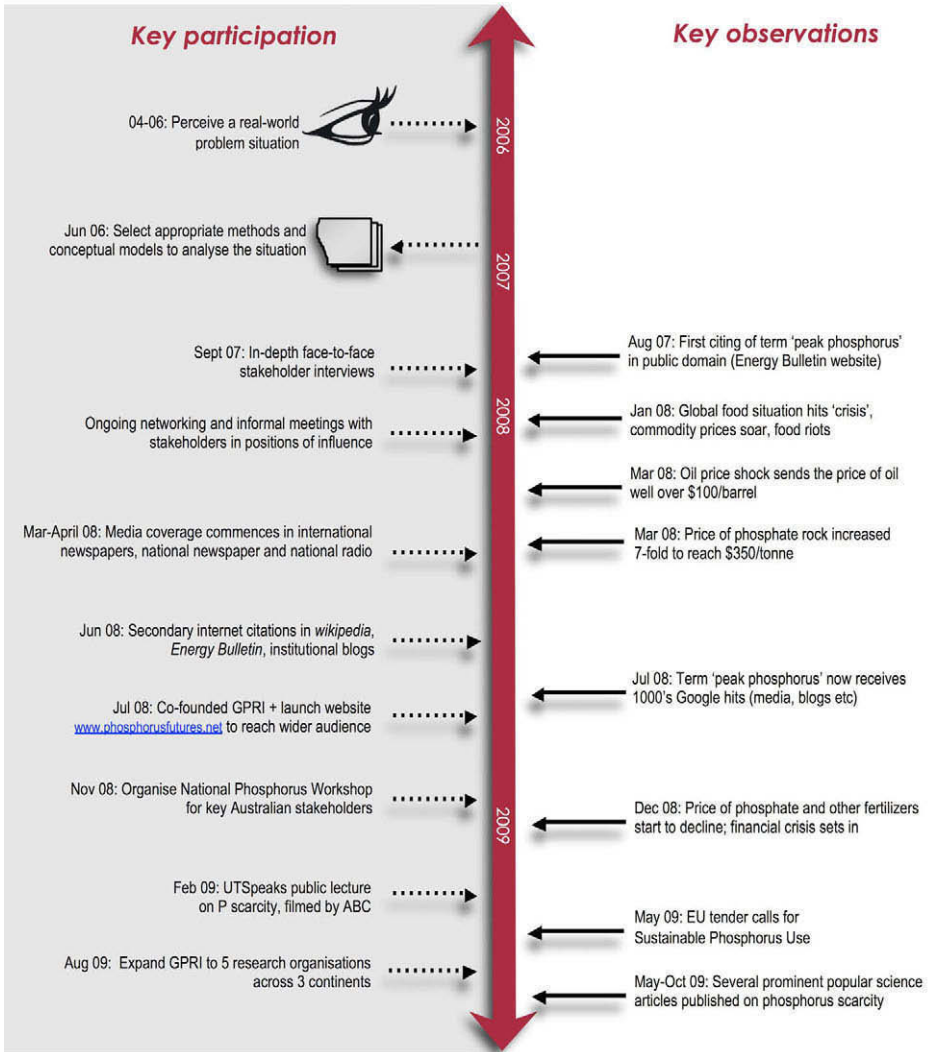 Key participation
04-06: Perceive a real-world
problem situation
Jun 06: Select appropriate methods and
conceptual models to analyse the situation
Sept 07: In-depth face-to-face
stakeholder interviews
Ongoing networking and informal meetings with
stakeholders in positions of influence
Mar-April 08: Media coverage commences in international
newspapers, national newspaper and national radio
Jun 08: Secondary internet citations in wikipedia,
Energy Bulletin, institutional blogs
Jul 08: Co-founded GPRI + launch website
www.phosphorusfutures.net to reach wider audience
Nov 08: Organise National Phosphorus Workshop
for key Australian stakeholders
Feb 09: UTSpeaks public lecture
on P scarcity, filmed by ABC
Aug 09: Expand GPRI to 5 research organisations
across 3 continents
2006
2007
2008
2009
Key observations
Aug 07: First citing of term ‘peak phosphorus’
in public domain (Energy Bulletin website)
Jan 08: Global food situation hits ‘crisis’,
commodity prices soar, food riots
Mar 08: Oil price shock sends the price of oil
well over $100/barrel
Mar 08: Price of phosphate rock increased
7-fold to reach $350/tonne
Jul 08: Term ‘peak phosphorus’ now receives
1000’s Google hits (media, blogs etc)
Dec 08: Price of phosphate and other fertilizers
start to decline; financial crisis sets in
May 09: EU tender calls for
Sustainable Phosphorus Use
May-Oct 09: Several prominent popular science
articles published on phosphorus scarcity